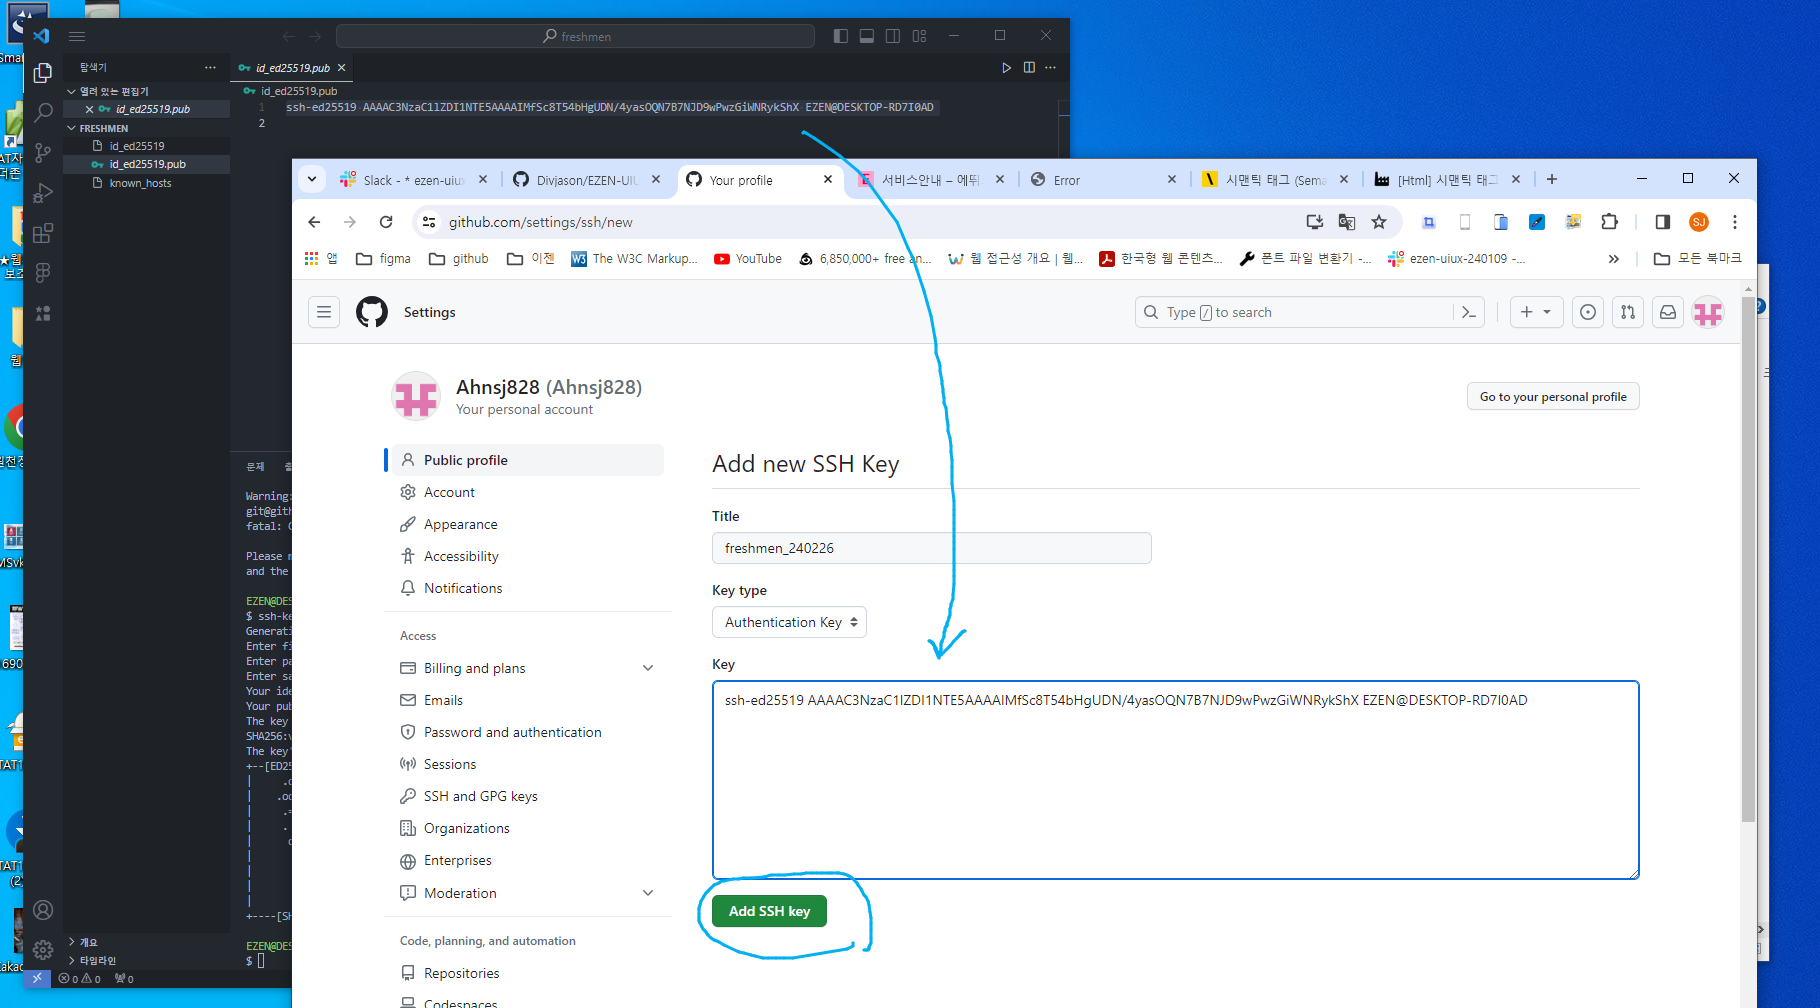 freshmen
탐색기
id_ed25519.pub
열려 있는 편집기
id_ed25519.pub
FRESHMEN
id_ed25519
id_ed25519.pub
known_hosts
id_ed25519.pub
1 ssh-ed25519 AAAAC3NzaC1lZDI1NTE5AAAAIMfSc8T54bHgUDN/4yasOQN7B7NJD9wPwzGiWNRykShX EZEN@DESKTOP-RD7I0AD
2
문제
Warning:
fatal:
Please
and the
$ ssh-ke
Generati
Enter fi
Enter pa
Enter sa
Your ide
Your pub
The key
SHA256:
The key'
+--[ED25
+----[SH
EZEN@DES
$
개요
타임라인
0 0 0
Slack - * ezen-uiux
Divjason/EZEN-UIU
Your profile
서비스안내 – 에뛰
Error
시맨틱 태그 (Sema
[Html] 시맨틱 태그
github.com/settings/ssh/new
SJ
앱
figma
github
이젠
The W3C Markup...
YouTube
6,850,000+ free an...
웹 접근성 개요 | 웹...
한국형 웹 콘텐츠...
폰트 파일 변환기 -...
ezen-uiux-240109 -...
모든 북마크
Settings
Type / to search
Ahnsj828 (Ahnsj828)
Your personal account
Go to your personal profile
Public profile
Account
Appearance
Accessibility
Notifications
Access
Billing and plans
Emails
Password and authentication
Sessions
SSH and GPG keys
Organizations
Enterprises
Moderation
Code, planning, and automation
Repositories
Codespaces
Add new SSH Key
Title
freshmen_240226
Key type
Authentication Key
Key
ssh-ed25519 AAAAC3NzaC1lZDI1NTE5AAAAIMfSc8T54bHgUDN/4yasOQN7B7NJD9wPwzGiWNRykShX EZEN@DESKTOP-RD7I0AD
Add SSH key